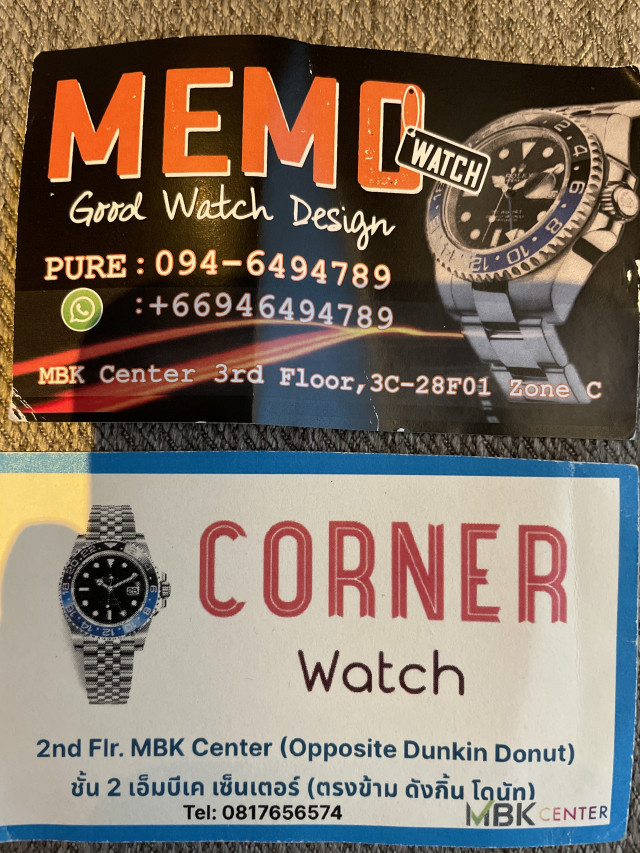 MEMO
WATCH
Good Watch Design
PURE : 094-6494789
:+66946494789
MBK Center 3rd Floor,3C-28F01 Zone C
ROLEX
CORNER
Watch
2nd Flr. MBK Center (Opposite Dunkin Donut)
ชั้น 2 เอ็มบีเค เซ็นเตอร์ (ตรงข้าม ดังกิ้น โดนัท)
Tel: 0817656574
MBK CENTER